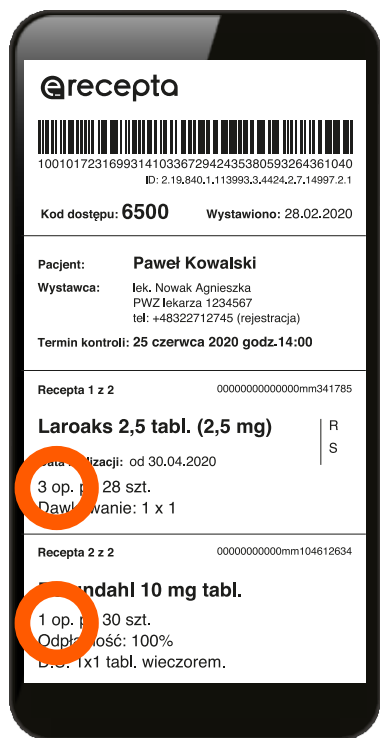 erecepta
10010172316993141033672942435380593264361040
ID: 2.19.840.1.113993.3.4424.2.7.14997.2.1
Kod dostępu: 6500 Wystawiono: 28.02.2020
Pacjent: Paweł Kowalski
Wystawca: lek. Nowak Agnieszka
PWZ lekarza 1234567
tel: +48322712745 (rejestracja)
Termin kontroli: 25 czerwca 2020 godz.14:00
Recepta 1 z 2 00000000000000mm341785
Laroaks 2,5 tabl. (2,5 mg) R
S
od 30.04.2020
3 op. 28 szt.
1 x 1
Recepta 2 z 2 00000000000mm104612634
10 mg tabl.
1 op. 30 szt.
100%
1x1 tabl. wieczorem.